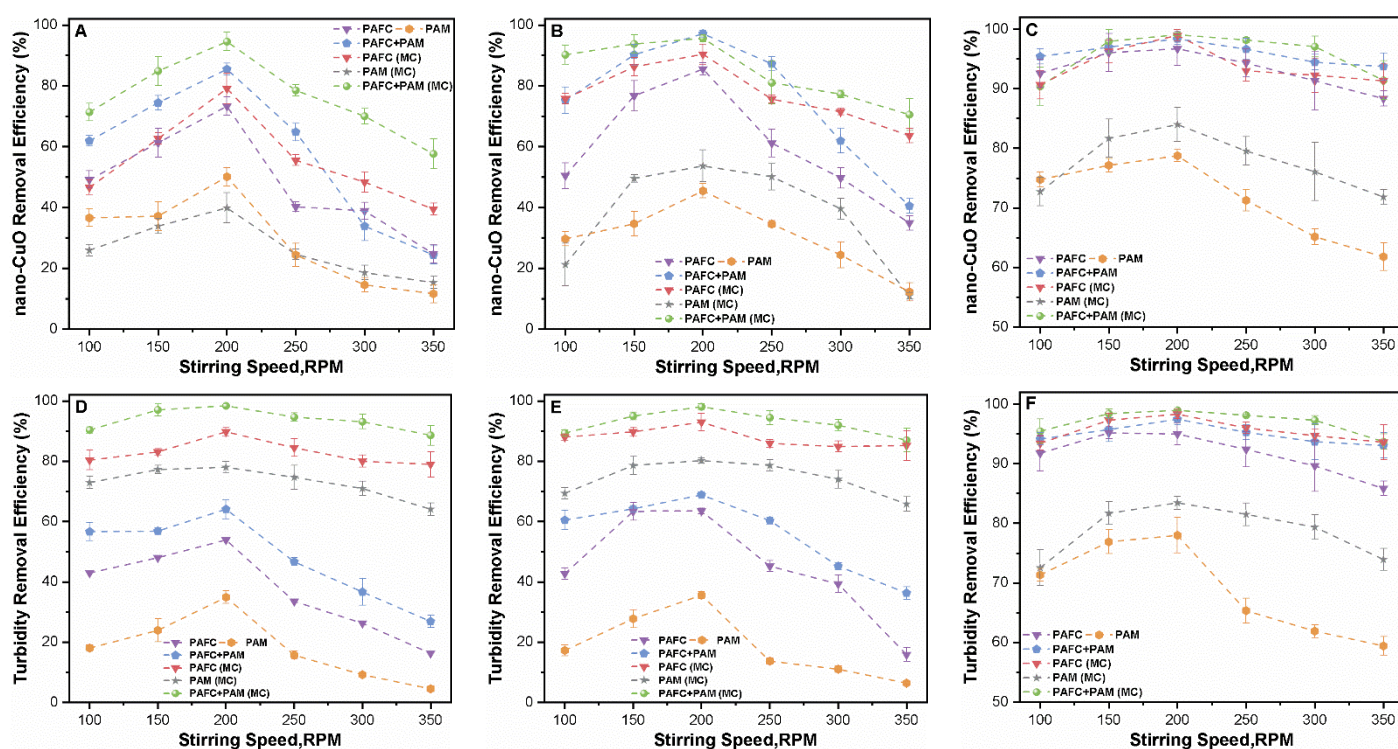 A
PAFC PAM
PAFC+PAM
PAFC (MC)
PAM (MC)
PAFC+PAM (MC)
nano-CuO Removal Efficiency (%)
100
80
60
40
20
0
100 150 200 250 300 350
Stirring Speed,RPM
B
PAFC PAM
PAFC+PAM
PAFC (MC)
PAM (MC)
PAFC+PAM (MC)
nano-CuO Removal Efficiency (%)
100
80
60
40
20
0
100 150 200 250 300 350
Stirring Speed,RPM
C
PAFC PAM
PAFC+PAM
PAFC (MC)
PAM (MC)
PAFC+PAM (MC)
nano-CuO Removal Efficiency (%)
100
90
80
70
60
50
100 150 200 250 300 350
Stirring Speed,RPM
D
PAFC PAM
PAFC+PAM
PAFC (MC)
PAM (MC)
PAFC+PAM (MC)
Turbidity Removal Efficiency (%)
100
80
60
40
20
0
100 150 200 250 300 350
Stirring Speed,RPM
E
PAFC PAM
PAFC+PAM
PAFC (MC)
PAM (MC)
PAFC+PAM (MC)
Turbidity Removal Efficiency (%)
100
80
60
40
20
0
100 150 200 250 300 350
Stirring Speed,RPM
F
PAFC PAM
PAFC+PAM
PAFC (MC)
PAM (MC)
PAFC+PAM (MC)
Turbidity Removal Efficiency (%)
100
90
80
70
60
50
100 150 200 250 300 350
Stirring Speed,RPM